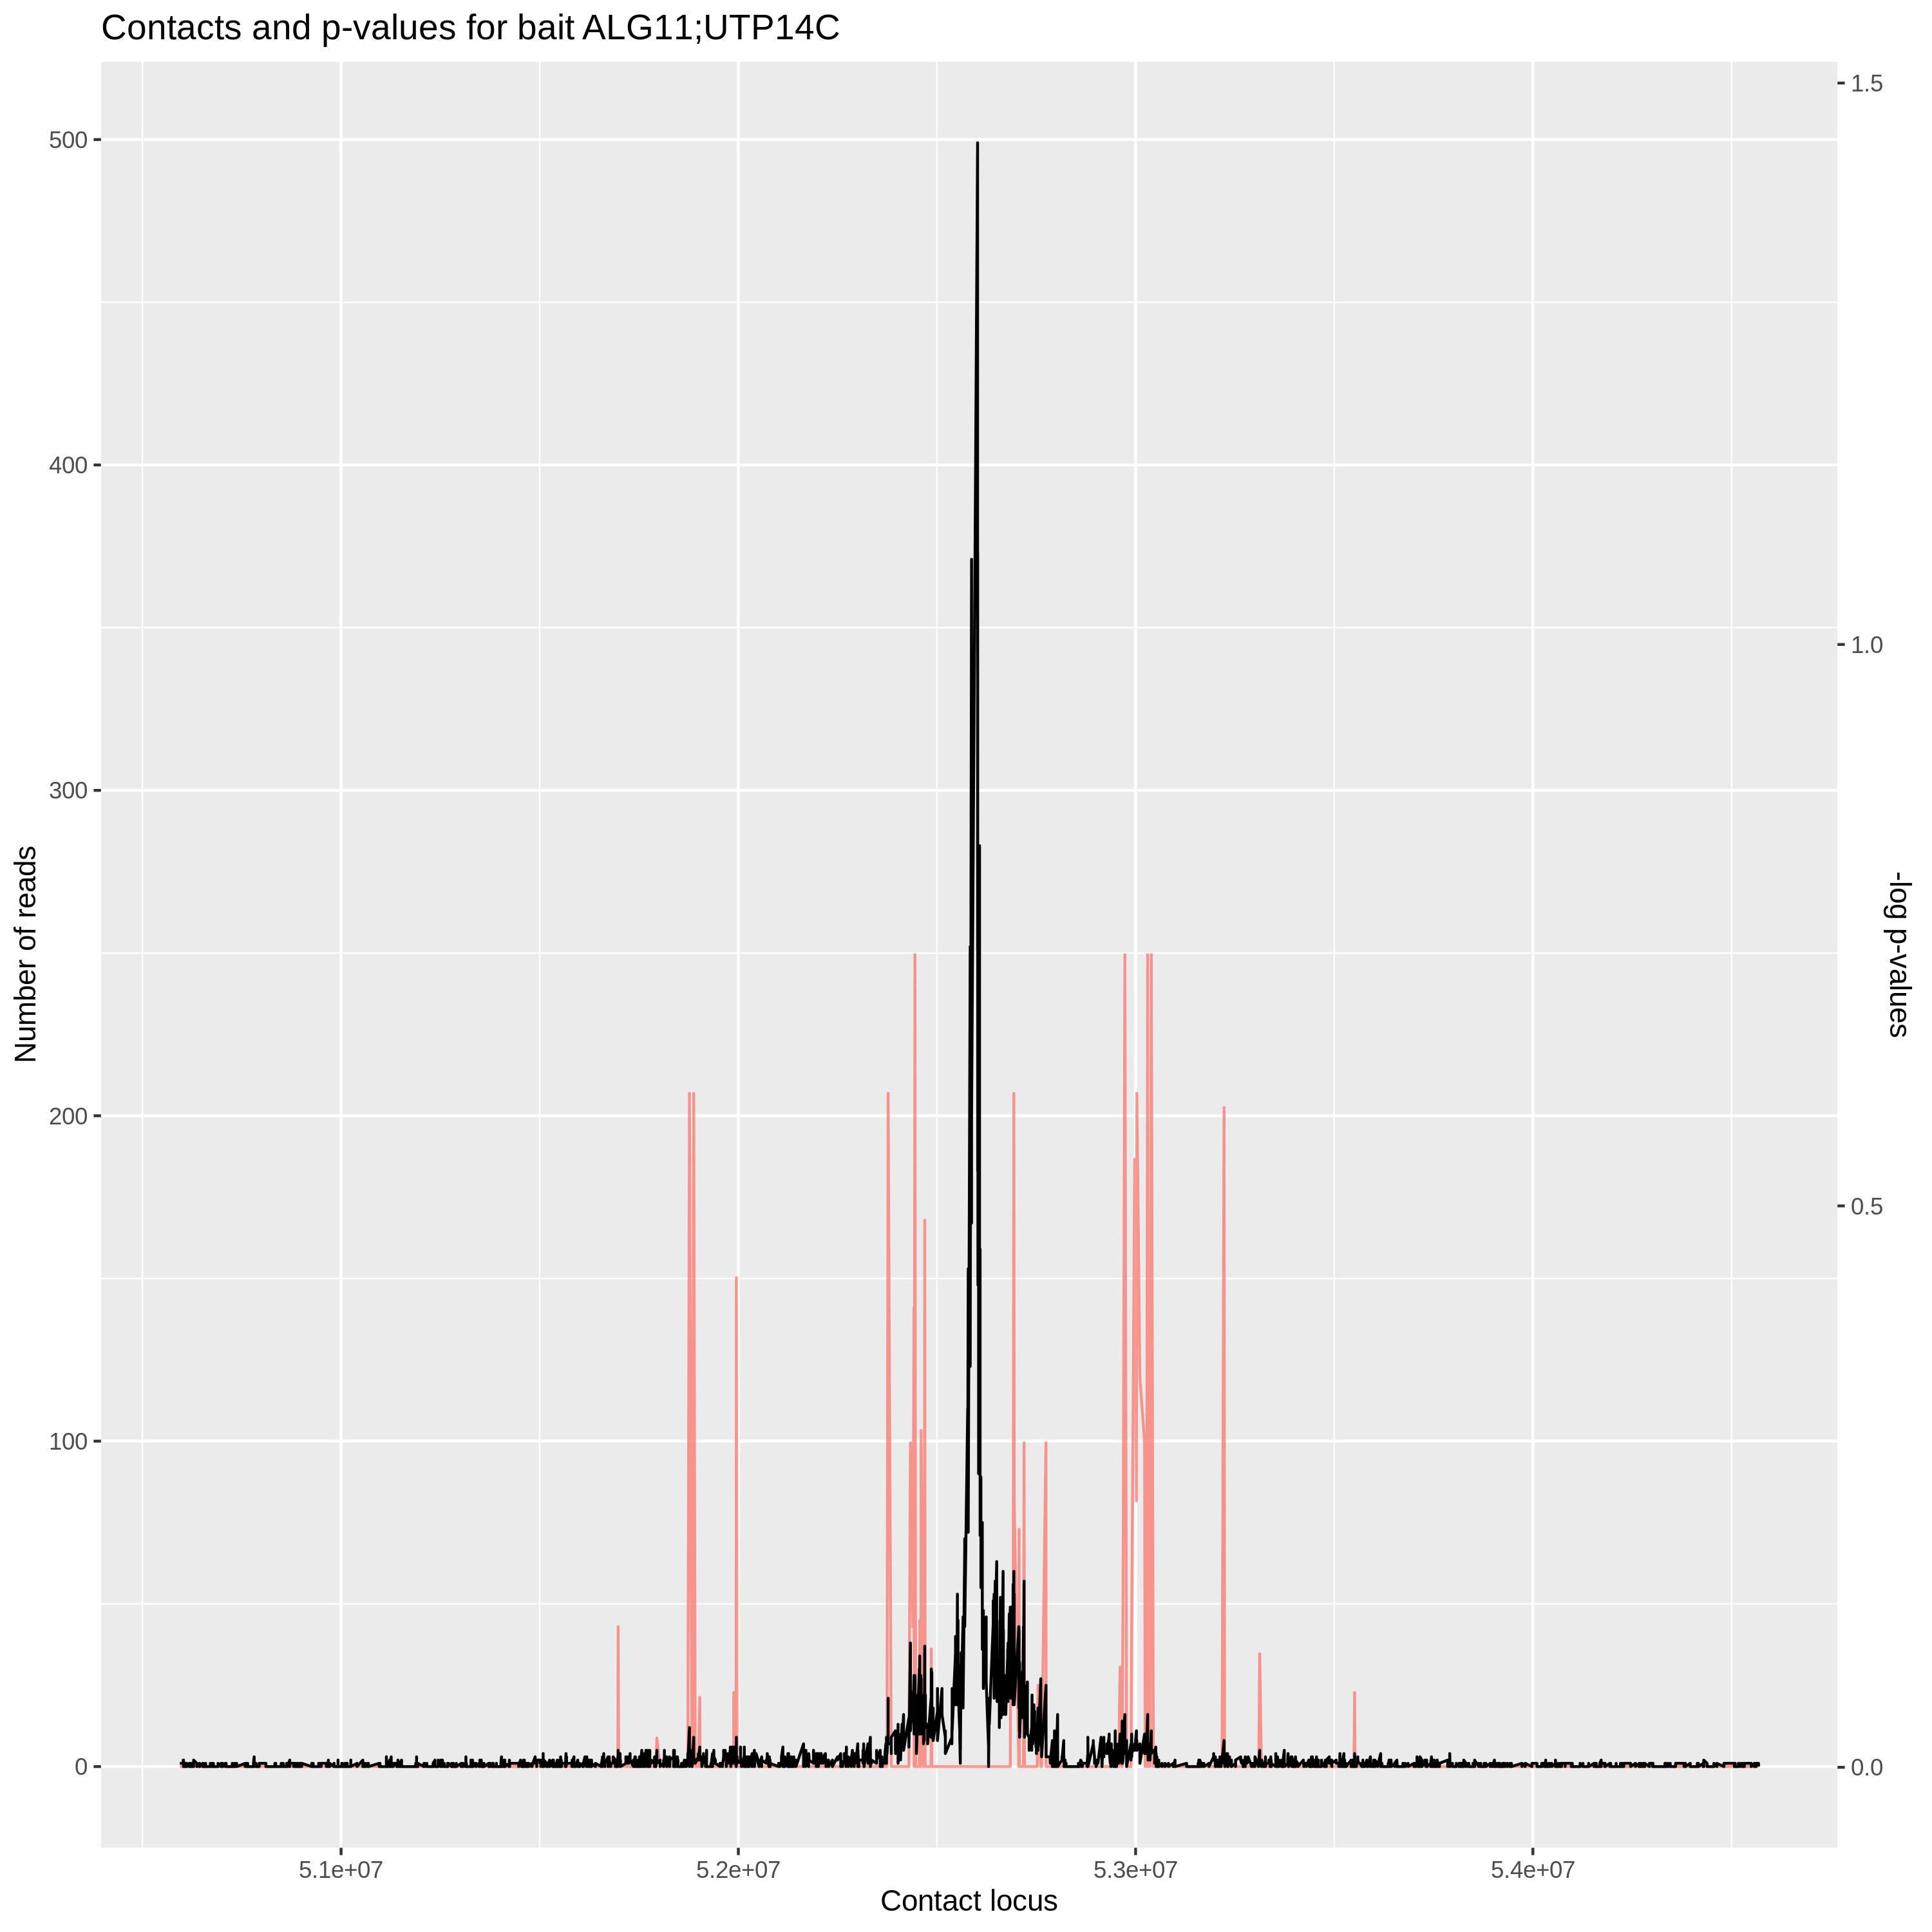 Contacts and p-values for bait ALG11;UTP14C
500
400
300
200
100
0
Number of reads
1.5
1.0
0.5
0.0
-log p-values
5.1e+07
5.2e+07
5.3e+07
5.4e+07
Contact locus